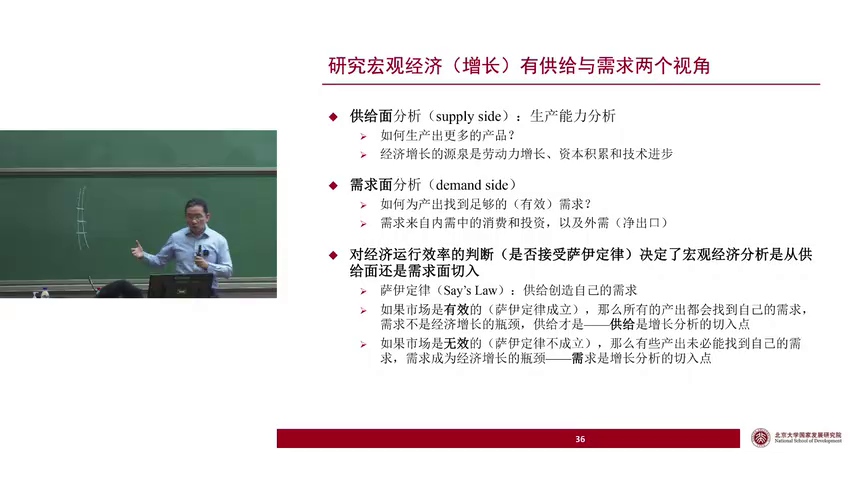 研究宏观经济（增长）有供给与需求两个视角
供给面分析（supply side）：生产能力分析
如何生产出更多的产品？
经济增长的源泉是劳动力增长、资本积累和技术进步
需求面分析（demand side）
如何为产出找到足够的（有效）需求？
需求来自内需中的消费和投资，以及外需（净出口）
对经济运行效率的判断（是否接受萨伊定律）决定了宏观经济分析是从供
给面还是需求面切入
萨伊定律（Say's Law）：供给创造自己的需求
如果市场是有效的（萨伊定律成立），那么所有的产出都会找到自己的需求，
需求不是经济增长的瓶颈，供给才是——供给是增长分析的切入点
如果市场是无效的（萨伊定律不成立），那么有些产出未必能找到自己的需
求，需求成为经济增长的瓶颈——需求是增长分析的切入点
36
北京大学国家发展研究院
National School of Development